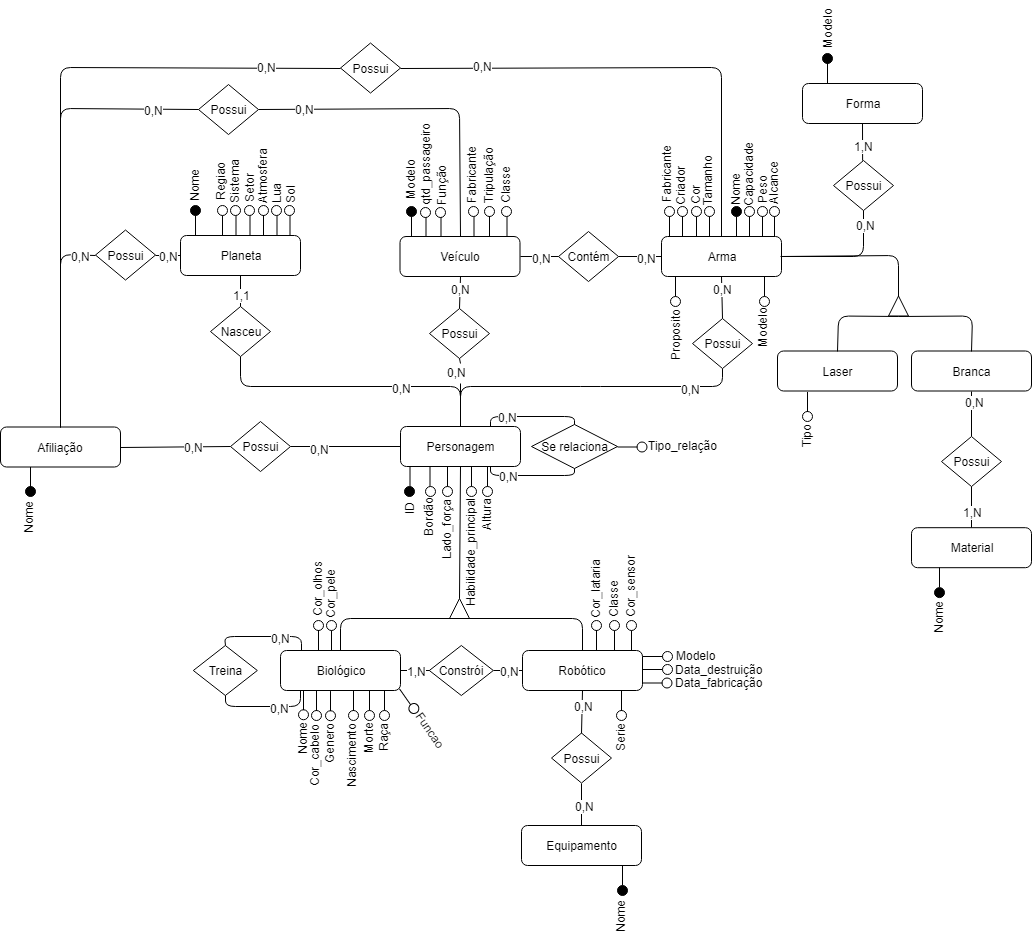 Modelo
Forma
1,N
Possui
0,N
0,N
Possui
0,N
0,N
Possui
0,N
Nome
Regiao
Sistema
Setor
Atmosfera
Lua
Sol
Modelo
qtd_passageiro
Função
Fabricante
Tripulação
Classe
Fabricante
Criador
Cor
Tamanho
Nome
Capacidade
Peso
Alcance
0,N
Possui
0,N
Planeta
Veículo
0,N
Contém
0,N
Arma
Proposito
Modelo
1,1
Nasceu
0,N
0,N
Possui
0,N
0,N
Possui
0,N
Laser
Tipo
Branca
0,N
Possui
1,N
Material
Nome
Afiliação
Nome
0,N
Possui
0,N
Personagem
0,N
Se relaciona
0,N
Tipo_relação
ID
Bordão
Lado_força
Habilidade_principal
Altura
Cor_olhos
Cor_pele
Cor_lataria
Classe
Cor_sensor
0,N
Treina
0,N
Biológico
1,N
Constrói
0,N
Robótico
Modelo
Data_destruição
Data_fabricação
Nome
Cor_cabelo
Genero
Nascimento
Morte
Raça
Funcao
Serie
0,N
Possui
0,N
Equipamento
Nome